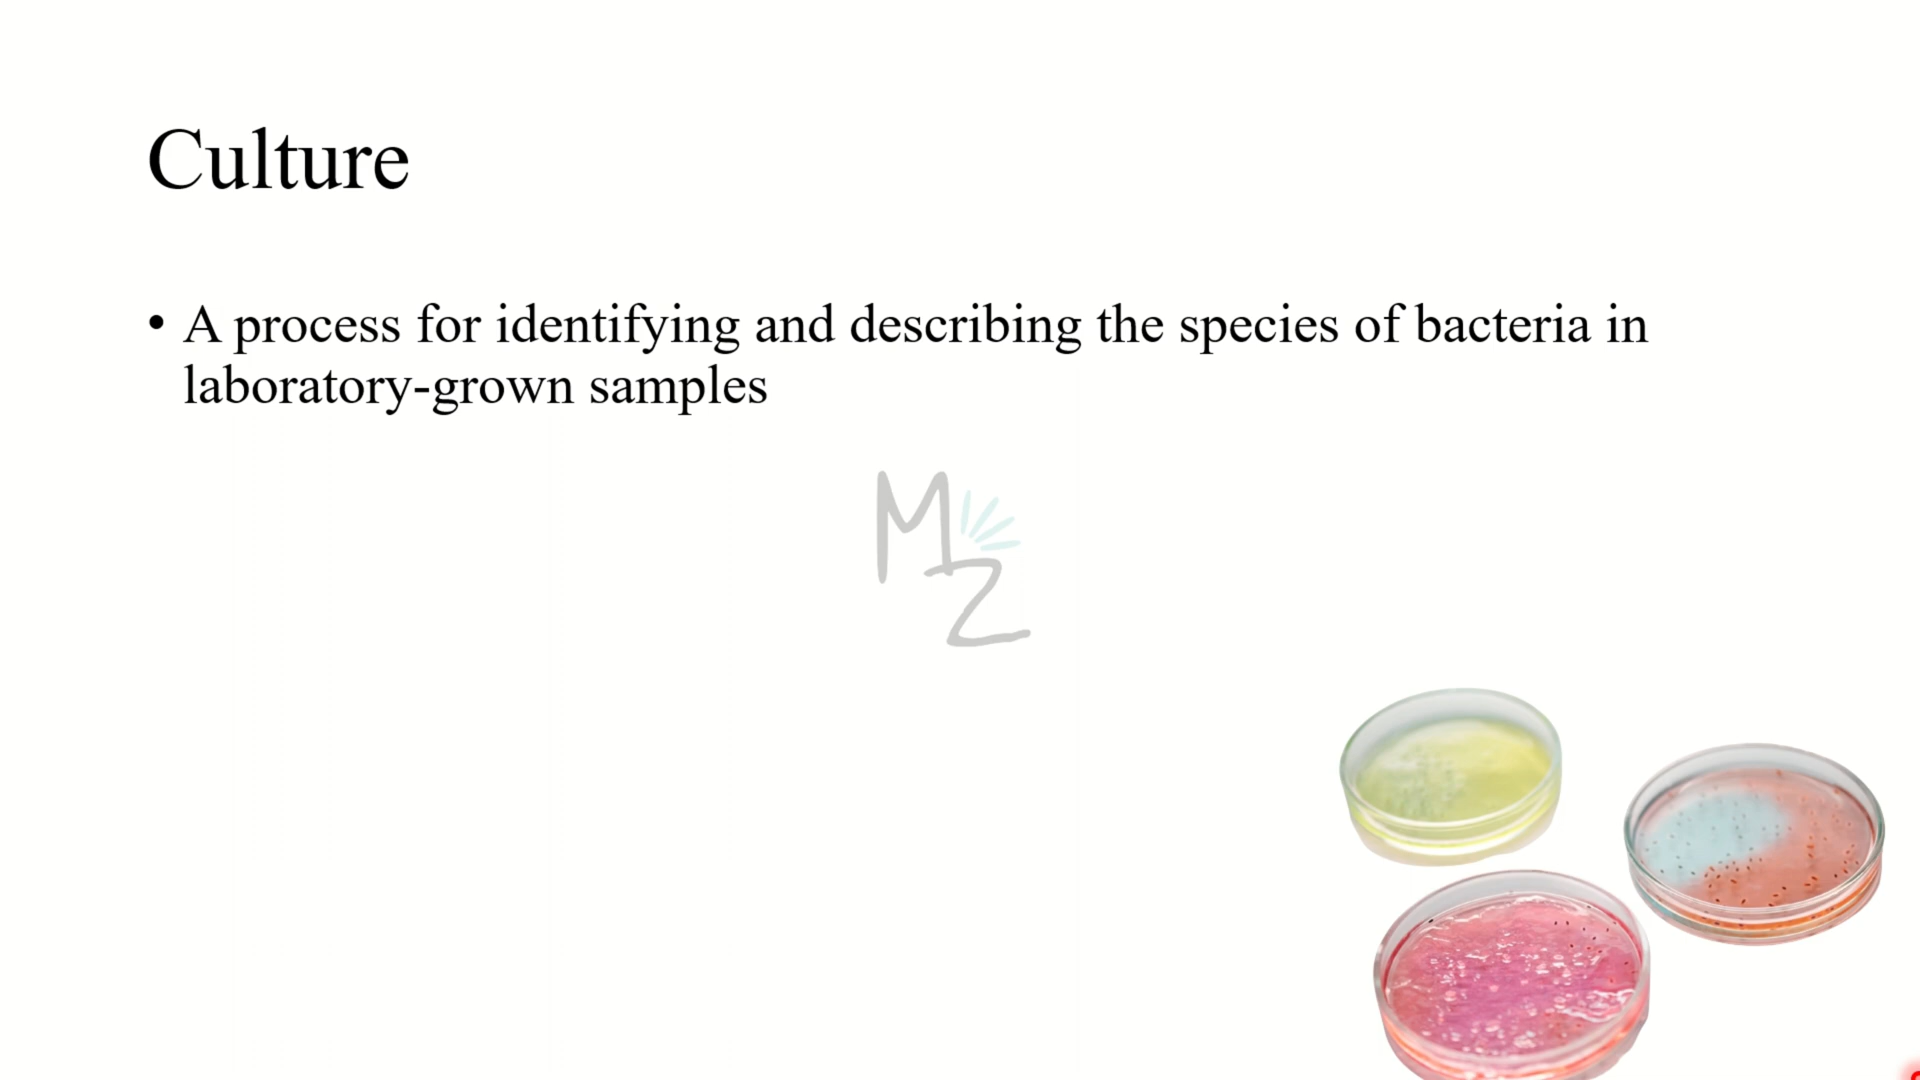 Culture
• A process for identifying and describing the species of bacteria in
laboratory-grown samples
MZ